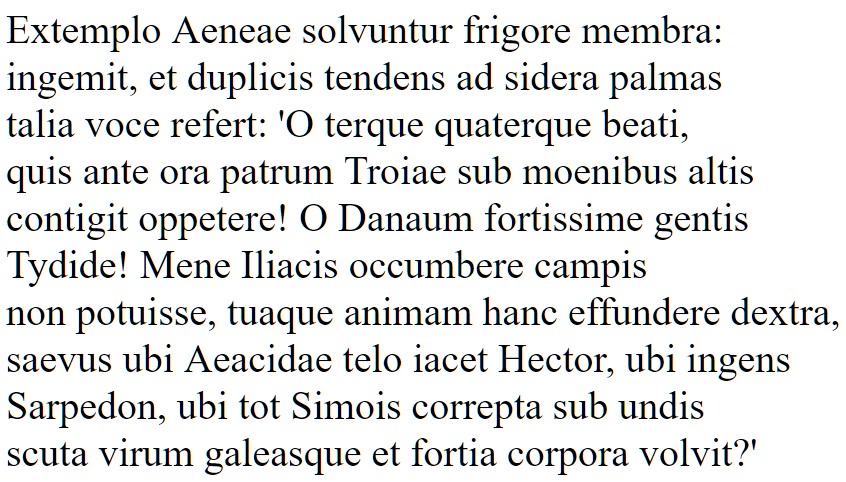 Extemplo Aeneae solvuntur frigore membra:
ingemit, et duplicis tendens ad sidera palmas
talia voce refert: 'O terque quaterque beati,
quis ante ora patrum Troiae sub moenibus altis
contigit oppetere! O Danaum fortissime gentis
Tydide! Mene Iliacis occumbere campis
non potuisse, tuaque animam hanc effundere dextra,
saevus ubi Aeacidae telo iacet Hector, ubi ingens
Sarpedon, ubi tot Simois correpta sub undis
scuta virum galeasque et fortia corpora volvit?'